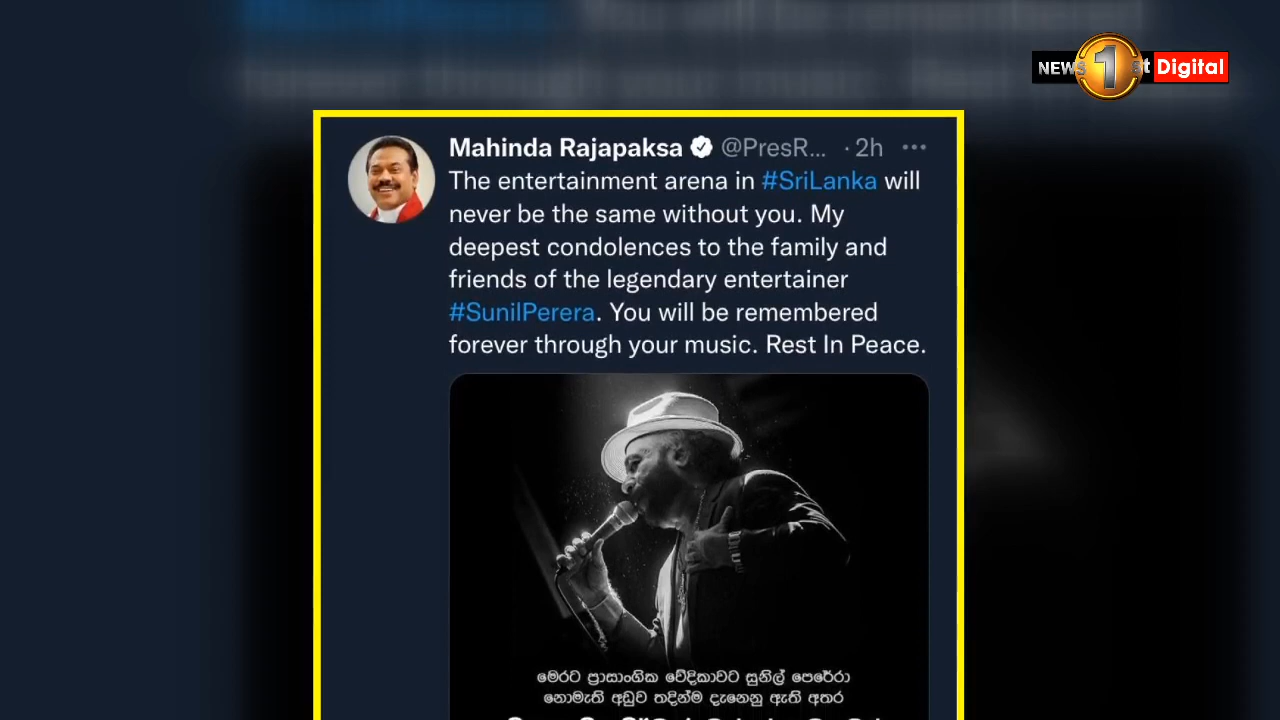 NEWS 1st Digital
Mahinda Rajapaksa @PresR... · 2h ···
The entertainment arena in #SriLanka will
never be the same without you. My
deepest condolences to the family and
friends of the legendary entertainer
#SunilPerera. You will be remembered
forever through your music. Rest In Peace.
මෙරට ප්‍රාසාංගික වේදිකාවට සුනිල් පෙරේරා
නොමැති අඩුව තදින්ම දැනෙනු ඇති අතර